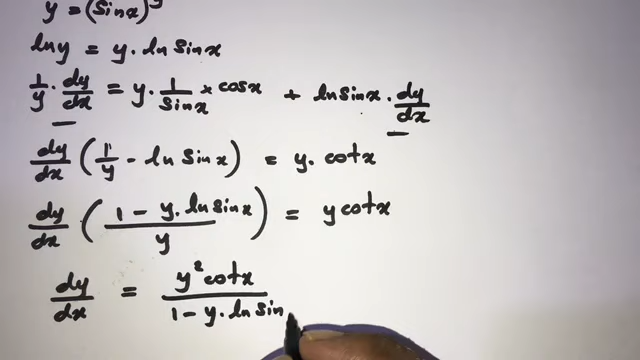 y = (sinx)^y
lny = y. ln sinx
1/y . dy/dx = y. 1/sinx × cosx + lnsinx . dy/dx
dy/dx (1/y - ln sinx) = y. cotx
dy/dx ((1 - y. lnsinx)/y) = y cotx
dy/dx = y² cotx/(1 - y. ln sin